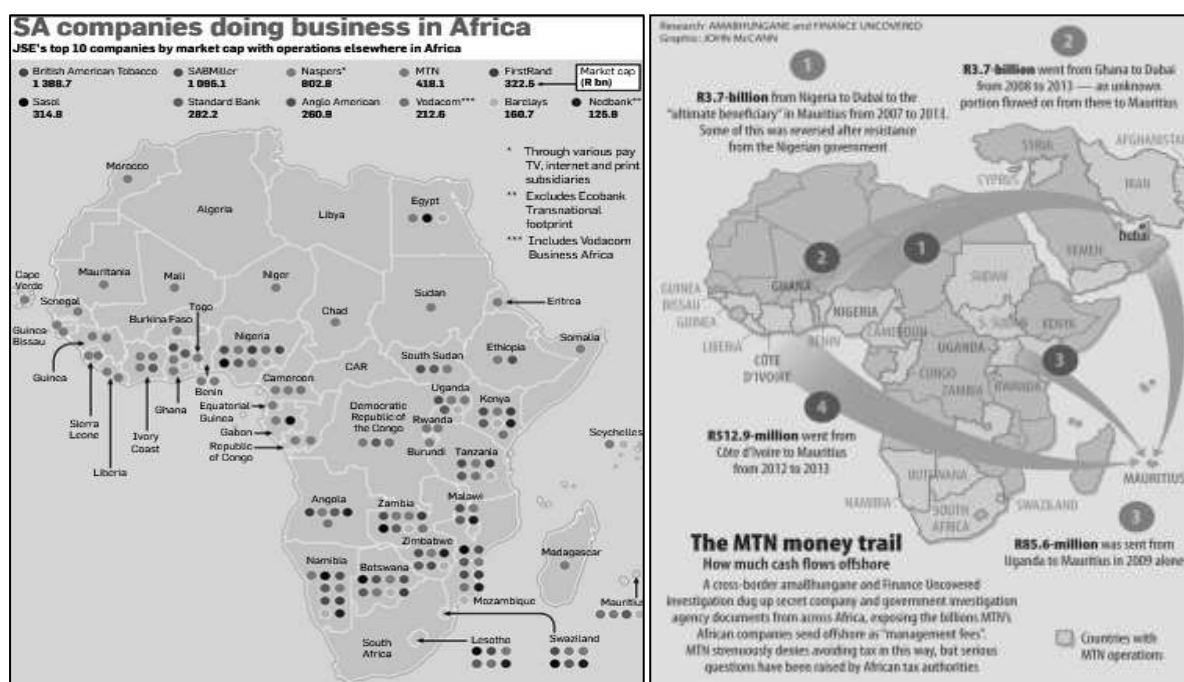 SA companies doing business in Africa
JSE's top 10 companies by market cap with operations elsewhere in Africa
British American Tobacco
1 388.7
SABMiller
1 095.1
Naspers*
802.8
MTN
418.1
FirstRand
322.5
Market cap
(R bn)
Sasol
314.8
Standard Bank
282.2
Anglo American
260.9
Vodacom***
212.6
Barclays
160.7
Nedbank**
125.8
* Through various pay
TV, internet and print
subsidiaries
** Excludes Ecobank
Transnational
footprint
*** Includes Vodacom
Business Africa
Morocco
Algeria
Libya
Egypt
Cape
Verde
Mauritania
Mali
Niger
Chad
Sudan
Eritrea
Senegal
Burkina Faso
Togo
Nigeria
Guinea-
Bissau
Guinea
Sierra
Leone
Liberia
Ivory
Coast
Ghana
Benin
Cameroon
CAR
South Sudan
Ethiopia
Somalia
Equatorial
Guinea
Gabon
Republic
of Congo
Democratic
Republic of
the Congo
Uganda
Kenya
Rwanda
Burundi
Tanzania
Seychelles
Angola
Zambia
Malawi
Zimbabwe
Namibia
Botswana
Mozambique
Madagascar
Mauritius
South
Africa
Lesotho
Swaziland
Research: AMABHUNGANE and FINANCE UNCOVERED
Graphic: JOHN McCANN
1
R3.7-billion from Nigeria to Dubai to the
"ultimate beneficiary" in Mauritius from 2007 to 2013.
Some of this was reversed after resistance
from the Nigerian government
2
R3.7-billion went from Ghana to Dubai
from 2008 to 2013 — an unknown
portion flowed on from there to Mauritius
AFGHANISTAN
SYRIA
CYPRUS
IRAN
Dubai
YEMEN
2
1
GUINEA
BISSAU
GUINEA
GHANA
NIGERIA
SUDAN
LIBERIA
CÔTE
D'IVOIRE
BENIN
CAMEROON
S. SUDAN
KENYA
UGANDA
CONGO
RWANDA
ZAMBIA
3
4
R512.9-million went from
Côte d'Ivoire to Mauritius
from 2012 to 2013
BOTSWANA
NAMIBIA
SOUTH
AFRICA
SWAZILAND
MAURITIUS
3
R85.6-million was sent from
Uganda to Mauritius in 2009 alone
The MTN money trail
How much cash flows offshore
A cross-border amaBhungane and Finance Uncovered
investigation dug up secret company and government investigation
agency documents from across Africa, exposing the billions MTN's
African companies send offshore as "management fees".
MTN strenuously denies avoiding tax in this way, but serious
questions have been raised by African tax authorities
Countries with
MTN operations